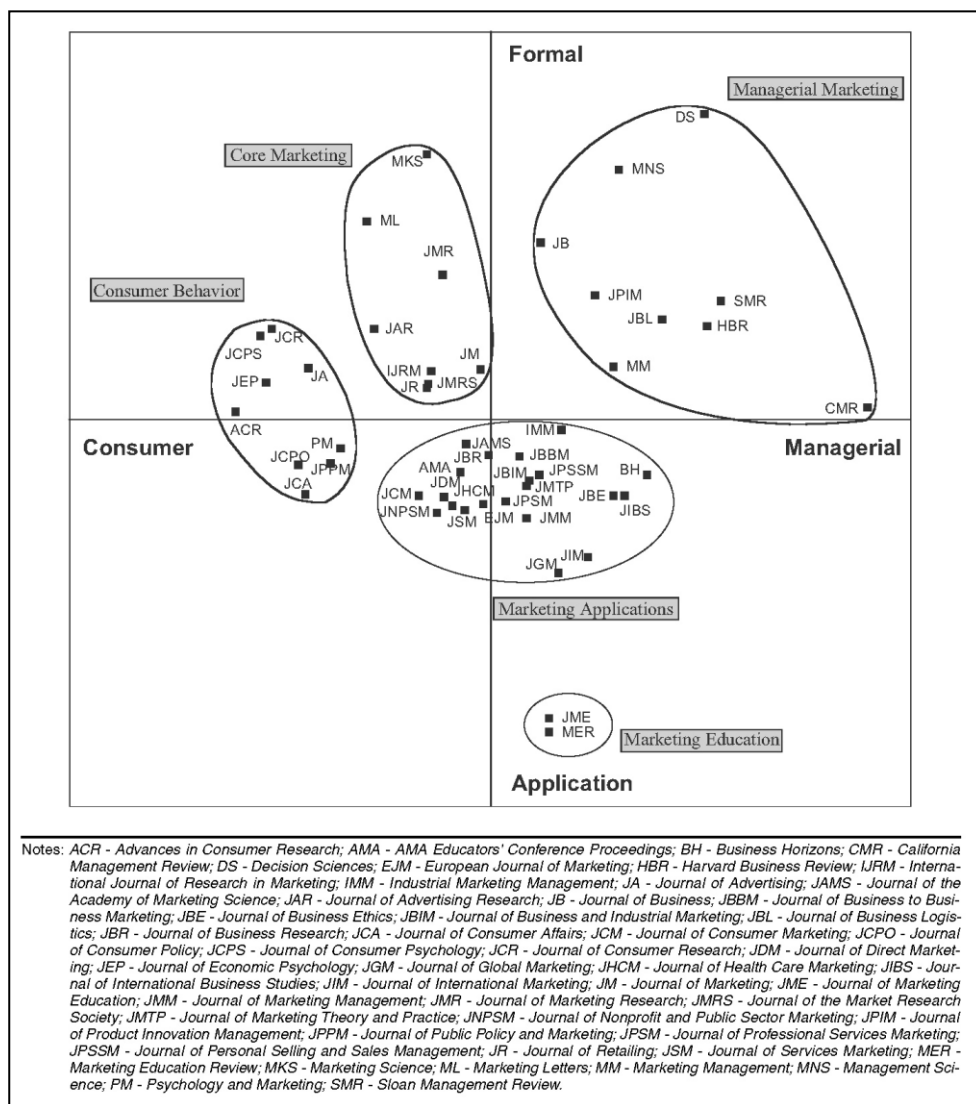 Formal
Managerial Marketing
DS
Core Marketing
MKS
MNS
ML
JMR
JB
Consumer Behavior
JPIM
SMR
JBL
HBR
JAR
JCR
JCPS
JM
IJRM
JA
MM
JEP
JMRS
JR
CMR
ACR
Consumer
Managerial
IMM
PM
JAMS
JCPO
JBR
JBBM
JPPM
AMA
JBIM
JPSSM
BH
JCA
JDM
JMTP
JCM
JHCM
JBE
JPSM
JNPSM
JIBS
JSM
EJM
JMM
JIM
JGM
Marketing Applications
JME
MER
Marketing Education
Application
Notes: ACR - Advances in Consumer Research; AMA - AMA Educators' Conference Proceedings; BH - Business Horizons; CMR - California
Management Review; DS - Decision Sciences; EJM - European Journal of Marketing; HBR - Harvard Business Review; IJRM - Interna-
tional Journal of Research in Marketing; IMM - Industrial Marketing Management; JA - Journal of Advertising; JAMS - Journal of the
Academy of Marketing Science; JAR - Journal of Advertising Research; JB - Journal of Business; JBBM - Journal of Business to Busi-
ness Marketing; JBE - Journal of Business Ethics; JBIM - Journal of Business and Industrial Marketing; JBL - Journal of Business Logis-
tics; JBR - Journal of Business Research; JCA - Journal of Consumer Affairs; JCM - Journal of Consumer Marketing; JCPO - Journal
of Consumer Policy; JCPS - Journal of Consumer Psychology; JCR - Journal of Consumer Research; JDM - Journal of Direct Market-
ing; JEP - Journal of Economic Psychology; JGM - Journal of Global Marketing; JHCM - Journal of Health Care Marketing; JIBS - Jour-
nal of International Business Studies; JIM - Journal of International Marketing; JM - Journal of Marketing; JME - Journal of Marketing
Education; JMM - Journal of Marketing Management; JMR - Journal of Marketing Research; JMRS - Journal of the Market Research
Society; JMTP - Journal of Marketing Theory and Practice; JNPSM - Journal of Nonprofit and Public Sector Marketing; JPIM - Journal
of Product Innovation Management; JPPM - Journal of Public Policy and Marketing; JPSM - Journal of Professional Services Marketing;
JPSSM - Journal of Personal Selling and Sales Management; JR - Journal of Retailing; JSM - Journal of Services Marketing; MER -
Marketing Education Review; MKS - Marketing Science; ML - Marketing Letters; MM - Marketing Management; MNS - Management Sci-
ence; PM - Psychology and Marketing; SMR - Sloan Management Review.